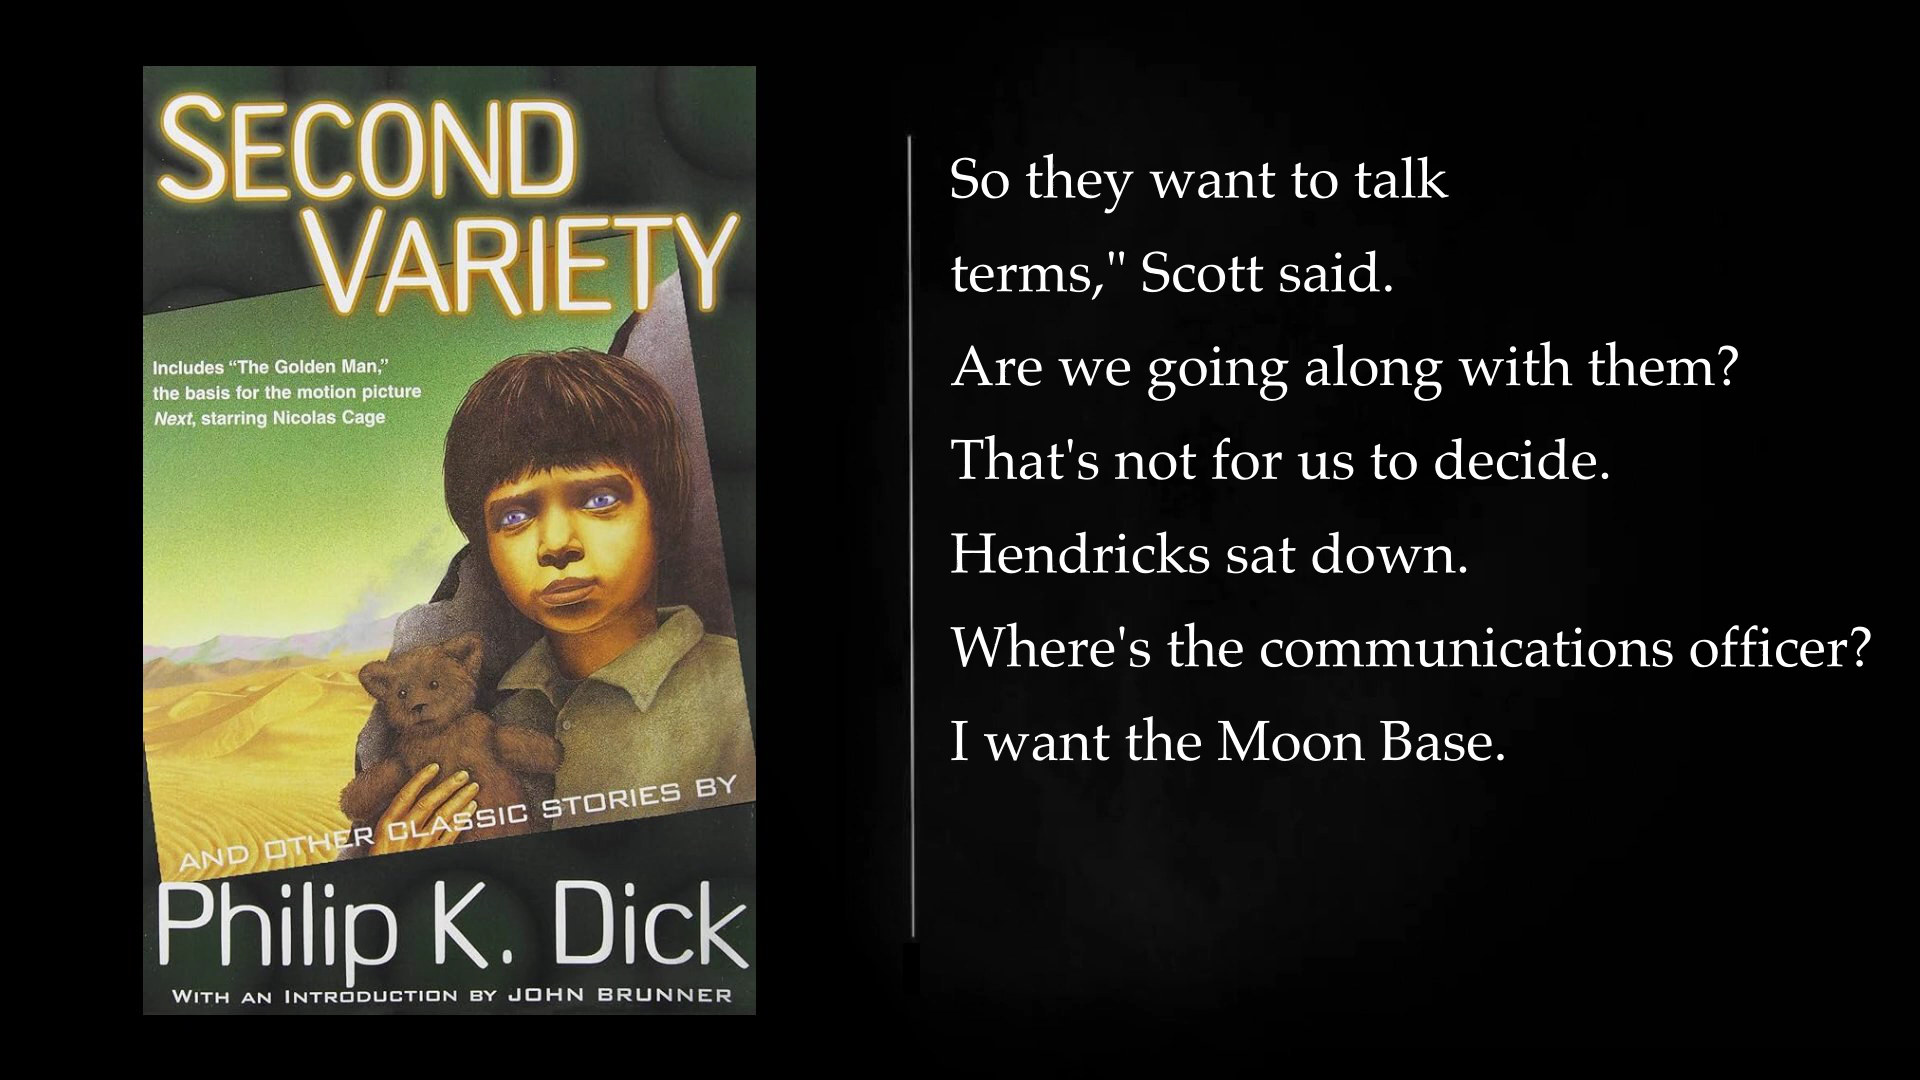 SECOND
VARIETY
Includes “The Golden Man,”
the basis for the motion picture
Next, starring Nicolas Cage
AND OTHER CLASSIC STORIES BY
Philip K. Dick
WITH AN INTRODUCTION BY JOHN BRUNNER
So they want to talk
terms," Scott said.
Are we going along with them?
That's not for us to decide.
Hendricks sat down.
Where's the communications officer?
I want the Moon Base.